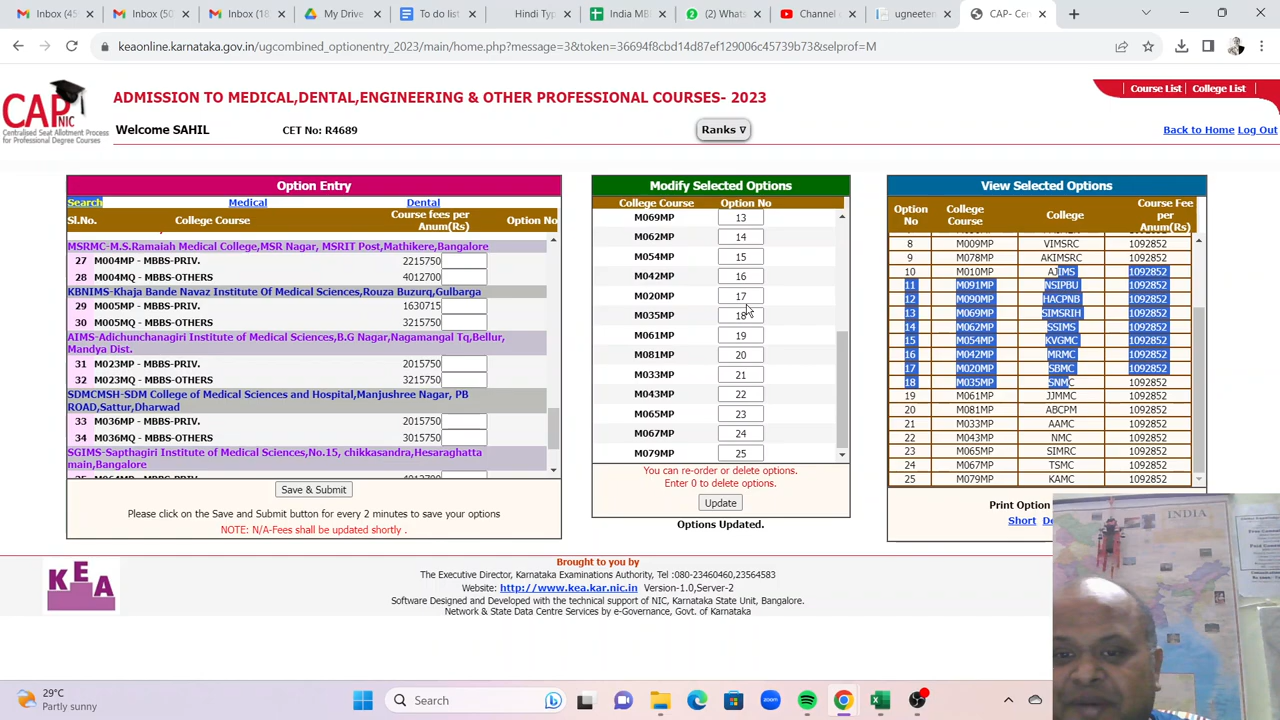 Inbox (45)
Inbox (50)
Inbox (18
My Drive
To do list
Hindi Typ
India MB
(2) Whats
Channel
ugneeten
CAP- Cen
keaonline.karnataka.gov.in/ugcombined_optionentry_2023/main/home.php?message=3&token=36694f8cbd14d87ef129006c45739b73&selprof=M
CAP NIC
Centralised Seat Allotment Process
for Professional Degree Courses
ADMISSION TO MEDICAL,DENTAL,ENGINEERING & OTHER PROFESSIONAL COURSES- 2023
Course List
College List
Welcome SAHIL
CET No: R4689
Ranks ∇
Back to Home Log Out
Option Entry
Search
Medical
Dental
Sl.No.
College Course
Course fees per Anum(Rs)
Option No
MSRMC-M.S.Ramaiah Medical College,MSR Nagar, MSRIT Post,Mathikere,Bangalore
27 M004MP - MBBS-PRIV. 2215750
28 M004MQ - MBBS-OTHERS 4012700
KBNIMS-Khaja Bande Navaz Institute Of Medical Sciences,Rouza Buzurq,Gulbarga
29 M005MP - MBBS-PRIV. 1630715
30 M005MQ - MBBS-OTHERS 3215750
AIMS-Adichunchanagiri Institute of Medical Sciences,B.G Nagar,Nagamangal Tq,Bellur,
Mandya Dist.
31 M023MP - MBBS-PRIV. 2015750
32 M023MQ - MBBS-OTHERS 3215750
SDMCMSH-SDM College of Medical Sciences and Hospital,Manjushree Nagar, PB
ROAD,Sattur,Dharwad
33 M036MP - MBBS-PRIV. 2015750
34 M036MQ - MBBS-OTHERS 3015750
SGIMS-Sapthagiri Institute of Medical Sciences,No.15, chikkasandra,Hesaraghatta
main,Bangalore
Save & Submit
Please click on the Save and Submit button for every 2 minutes to save your options
NOTE: N/A-Fees shall be updated shortly .
Modify Selected Options
College Course Option No
M069MP 13
M062MP 14
M054MP 15
M042MP 16
M020MP 17
M035MP 18
M061MP 19
M081MP 20
M033MP 21
M043MP 22
M065MP 23
M067MP 24
M079MP 25
You can re-order or delete options.
Enter 0 to delete options.
Update
Options Updated.
View Selected Options
Option No
College Course
College
Course Fee per Anum(Rs)
8 M009MP VIMSRC 1092852
9 M078MP AKIMSRC 1092852
10 M010MP AJIMS 1092852
11 M091MP NSIPBU 1092852
12 M090MP HACPNB 1092852
13 M069MP SIMSRIH 1092852
14 M062MP SSIMS 1092852
15 M054MP KVGMC 1092852
16 M042MP MRMC 1092852
17 M020MP SBMC 1092852
18 M035MP SNMC 1092852
19 M061MP JJMMC 1092852
20 M081MP ABCPM 1092852
21 M033MP AAMC 1092852
22 M043MP NMC 1092852
23 M065MP SIMRC 1092852
24 M067MP TSMC 1092852
25 M079MP KAMC 1092852
Print Option
Short De
KEA
Brought to you by
The Executive Director, Karnataka Examinations Authority, Tel :080-23460460,23564583
Website: http://www.kea.kar.nic.in Version-1.0,Server-2
Software Designed and Developed with the technical support of NIC, Karnataka State Unit, Bangalore.
Network & State Data Centre Services by e-Governance, Govt. of Karnataka
29°C
Partly sunny
Search
zoom